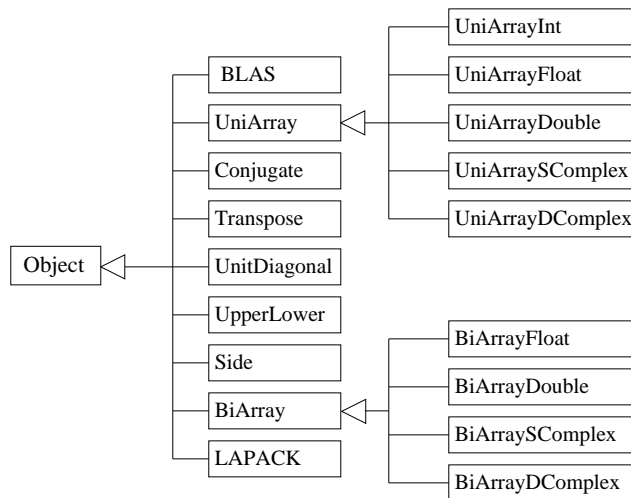 Object
BLAS
UniArray
Conjugate
Transpose
UnitDiagonal
UpperLower
Side
BiArray
LAPACK
UniArrayInt
UniArrayFloat
UniArrayDouble
UniArraySComplex
UniArrayDComplex
BiArrayFloat
BiArrayDouble
BiArraySComplex
BiArrayDComplex